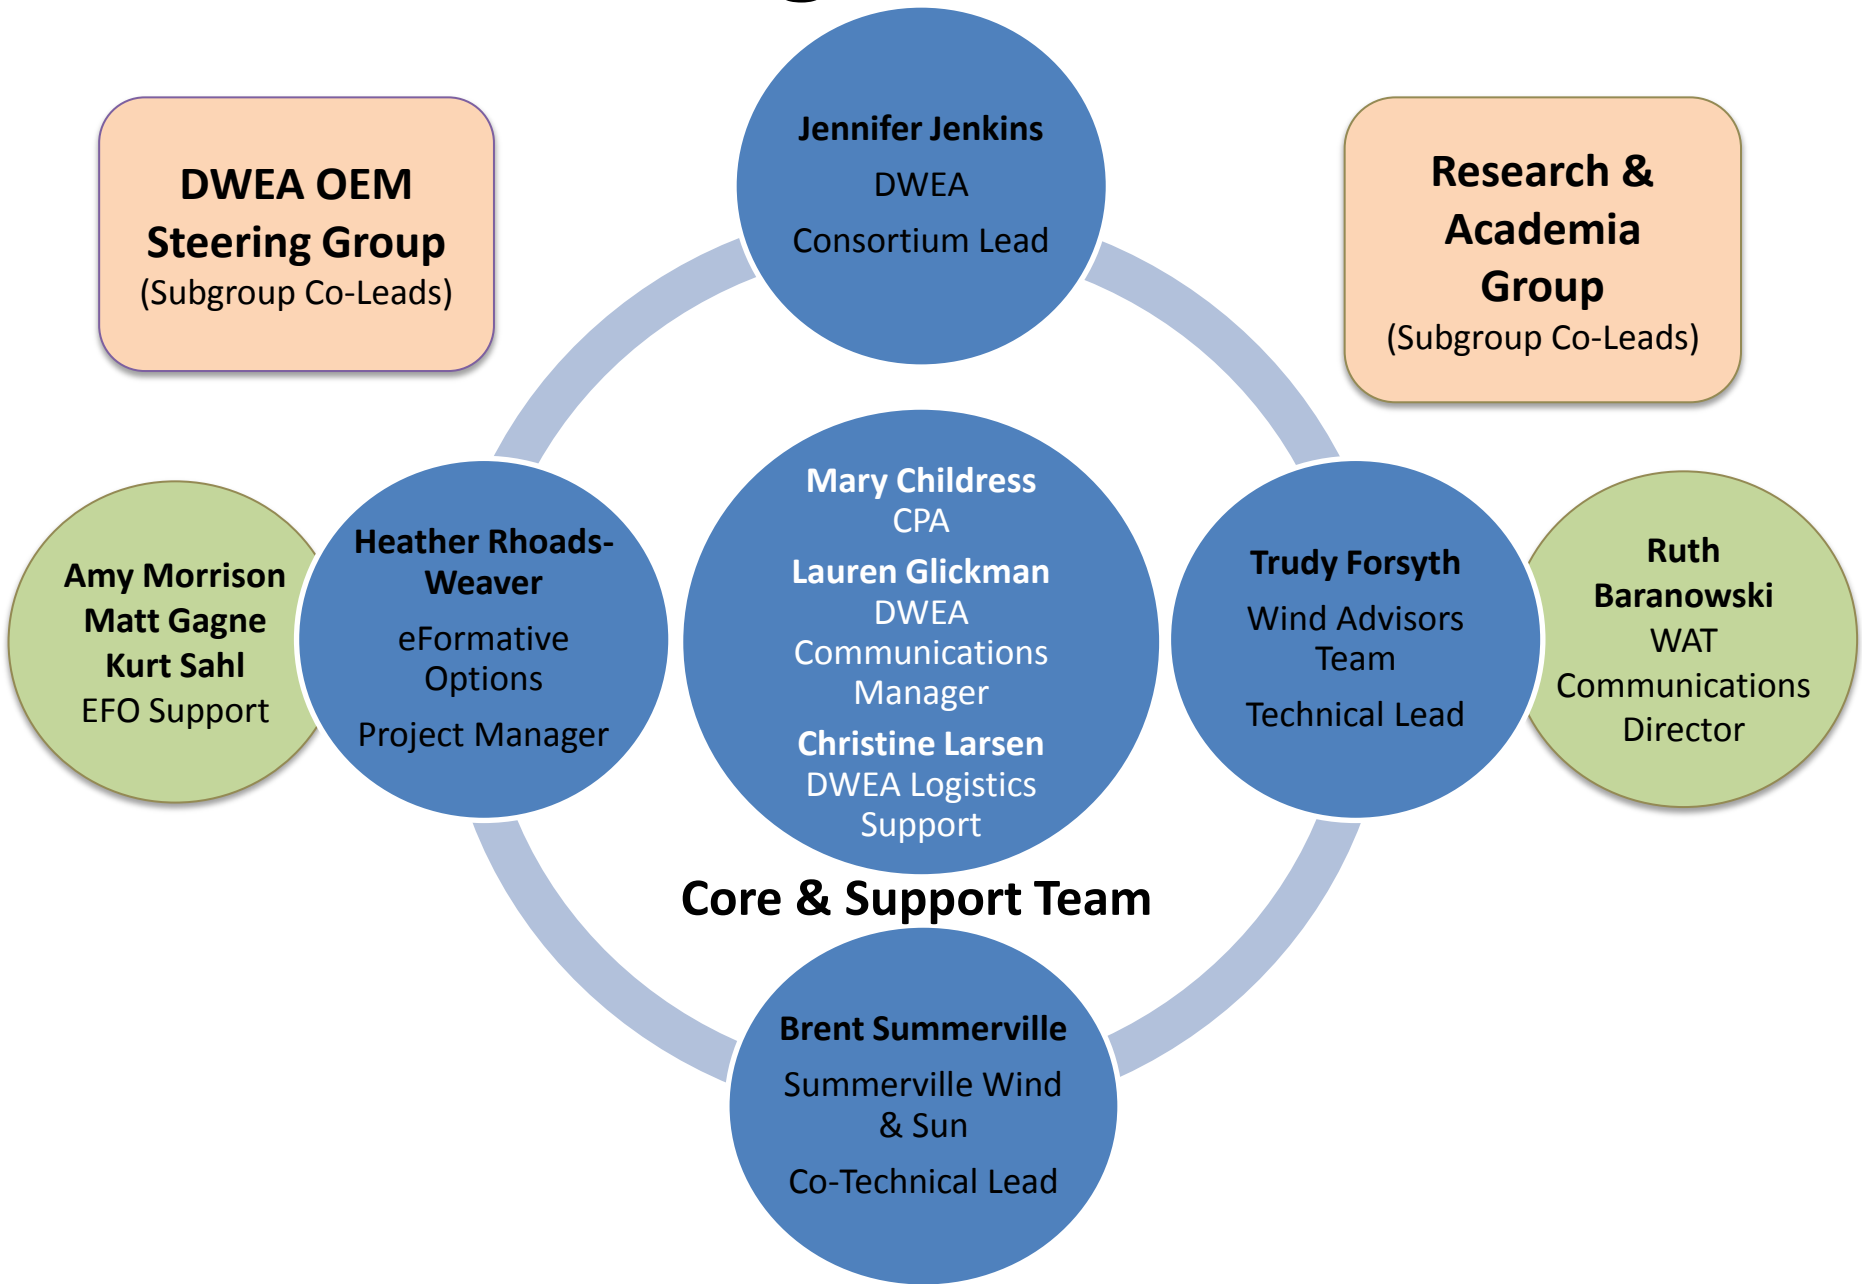 Jennifer Jenkins
DWEA
Consortium Lead
DWEA OEM
Steering Group
(Subgroup Co-Leads)
Research &
Academia
Group
(Subgroup Co-Leads)
Amy Morrison
Matt Gagne
Kurt Sahl
EFO Support
Heather Rhoads-
Weaver
eFormative
Options
Project Manager
Mary Childress
CPA
Lauren Glickman
DWEA
Communications
Manager
Christine Larsen
DWEA Logistics
Support
Trudy Forsyth
Wind Advisors
Team
Technical Lead
Ruth
Baranowski
WAT
Communications
Director
Core & Support Team
Brent Summerville
Summerville Wind
& Sun
Co-Technical Lead